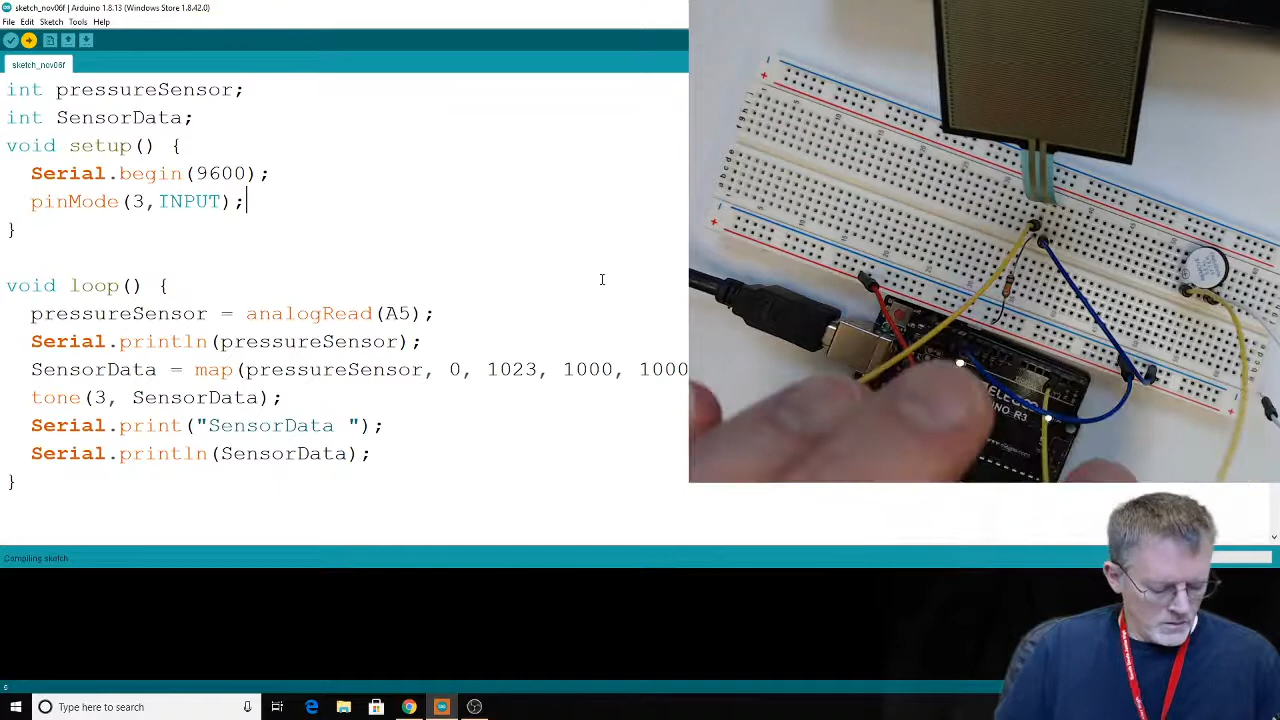 sketch_nov06f | Arduino 1.8.13 (Windows Store 1.8.42.0)
File Edit Sketch Tools Help
sketch_nov06f
int pressureSensor;
int SensorData;
void setup() {
Serial.begin(9600);
pinMode(3,INPUT);
}
void loop() {
pressureSensor = analogRead(A5);
Serial.println(pressureSensor);
SensorData = map(pressureSensor, 0, 1023, 1000, 1000
tone(3, SensorData);
Serial.print("SensorData ");
Serial.println(SensorData);
}
Compiling sketch...
5
Type here to search